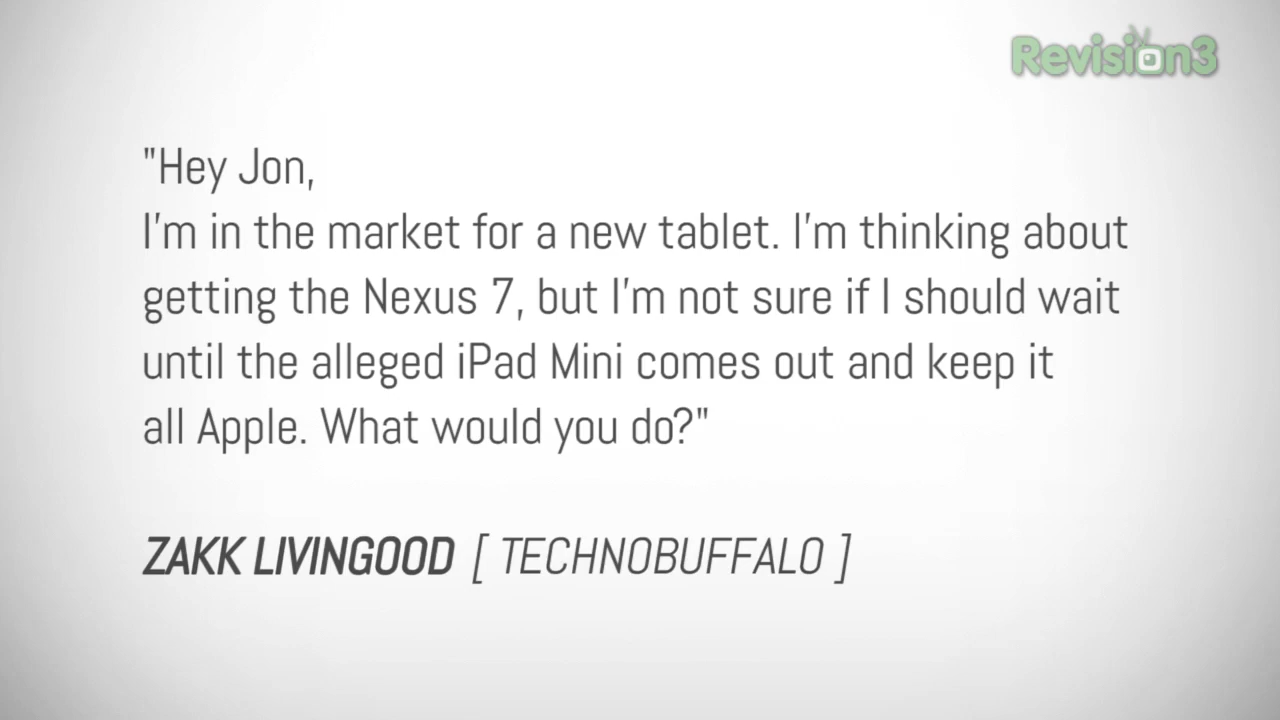 Revision3
"Hey Jon,
I'm in the market for a new tablet. I'm thinking about
getting the Nexus 7, but I'm not sure if I should wait
until the alleged iPad Mini comes out and keep it
all Apple. What would you do?"
ZAKK LIVINGOOD [ TECHNOBUFFALO ]